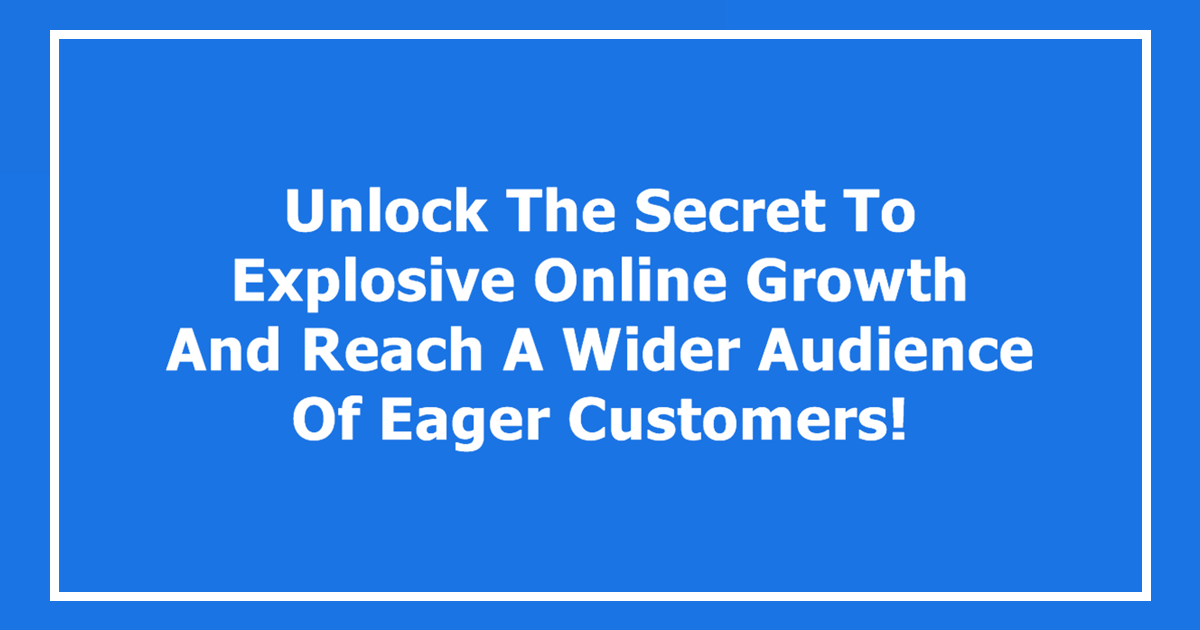 Unlock The Secret To
Explosive Online Growth
And Reach A Wider Audience
Of Eager Customers!